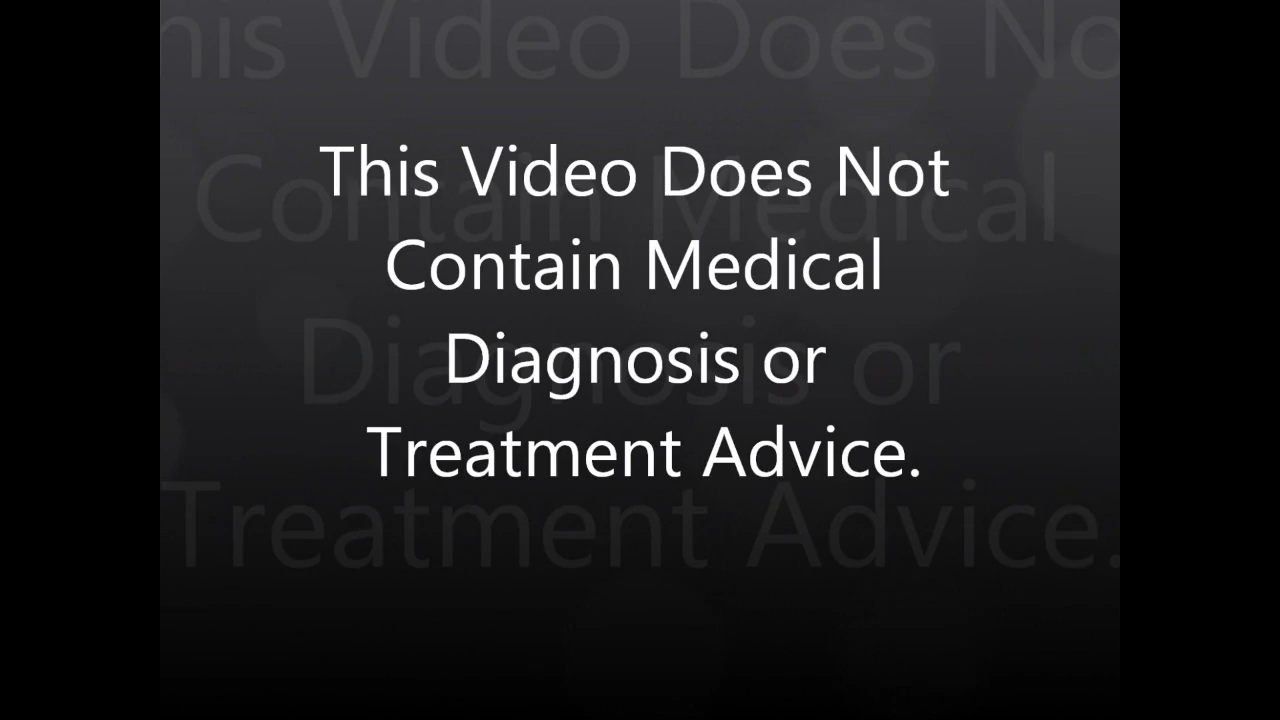 This Video Does Not
Contain Medical
Diagnosis or
Treatment Advice.